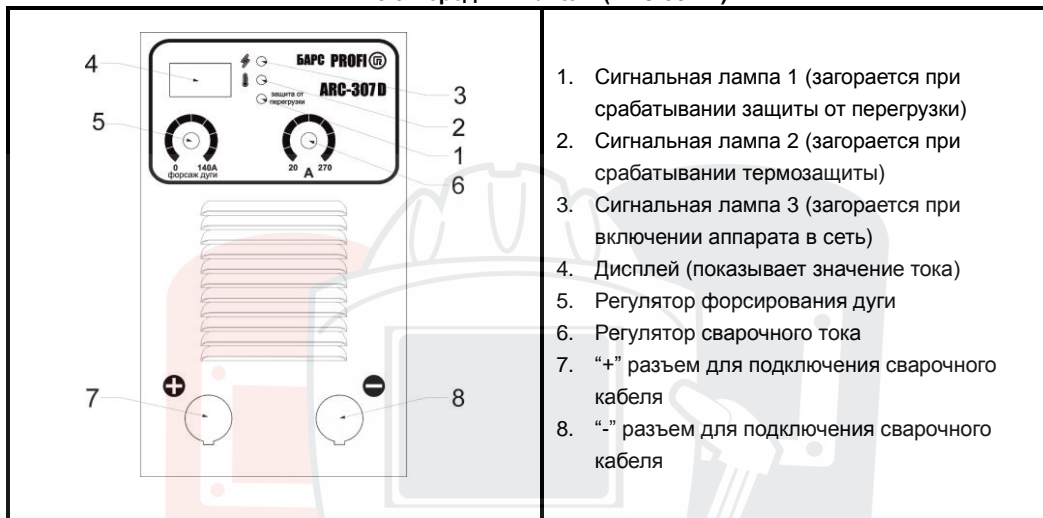 4
БАРС PROFI
ARC-307 D
защита от
перегрузки
3
2
5
1
0 140А
форсаж дуги
20 А 270
6
7
8
1. Сигнальная лампа 1 (загорается при
срабатывании защиты от перегрузки)
2. Сигнальная лампа 2 (загорается при
срабатывании термозащиты)
3. Сигнальная лампа 3 (загорается при
включении аппарата в сеть)
4. Дисплей (показывает значение тока)
5. Регулятор форсирования дуги
6. Регулятор сварочного тока
7. “+” разъем для подключения сварочного
кабеля
8. “-” разъем для подключения сварочного
кабеля